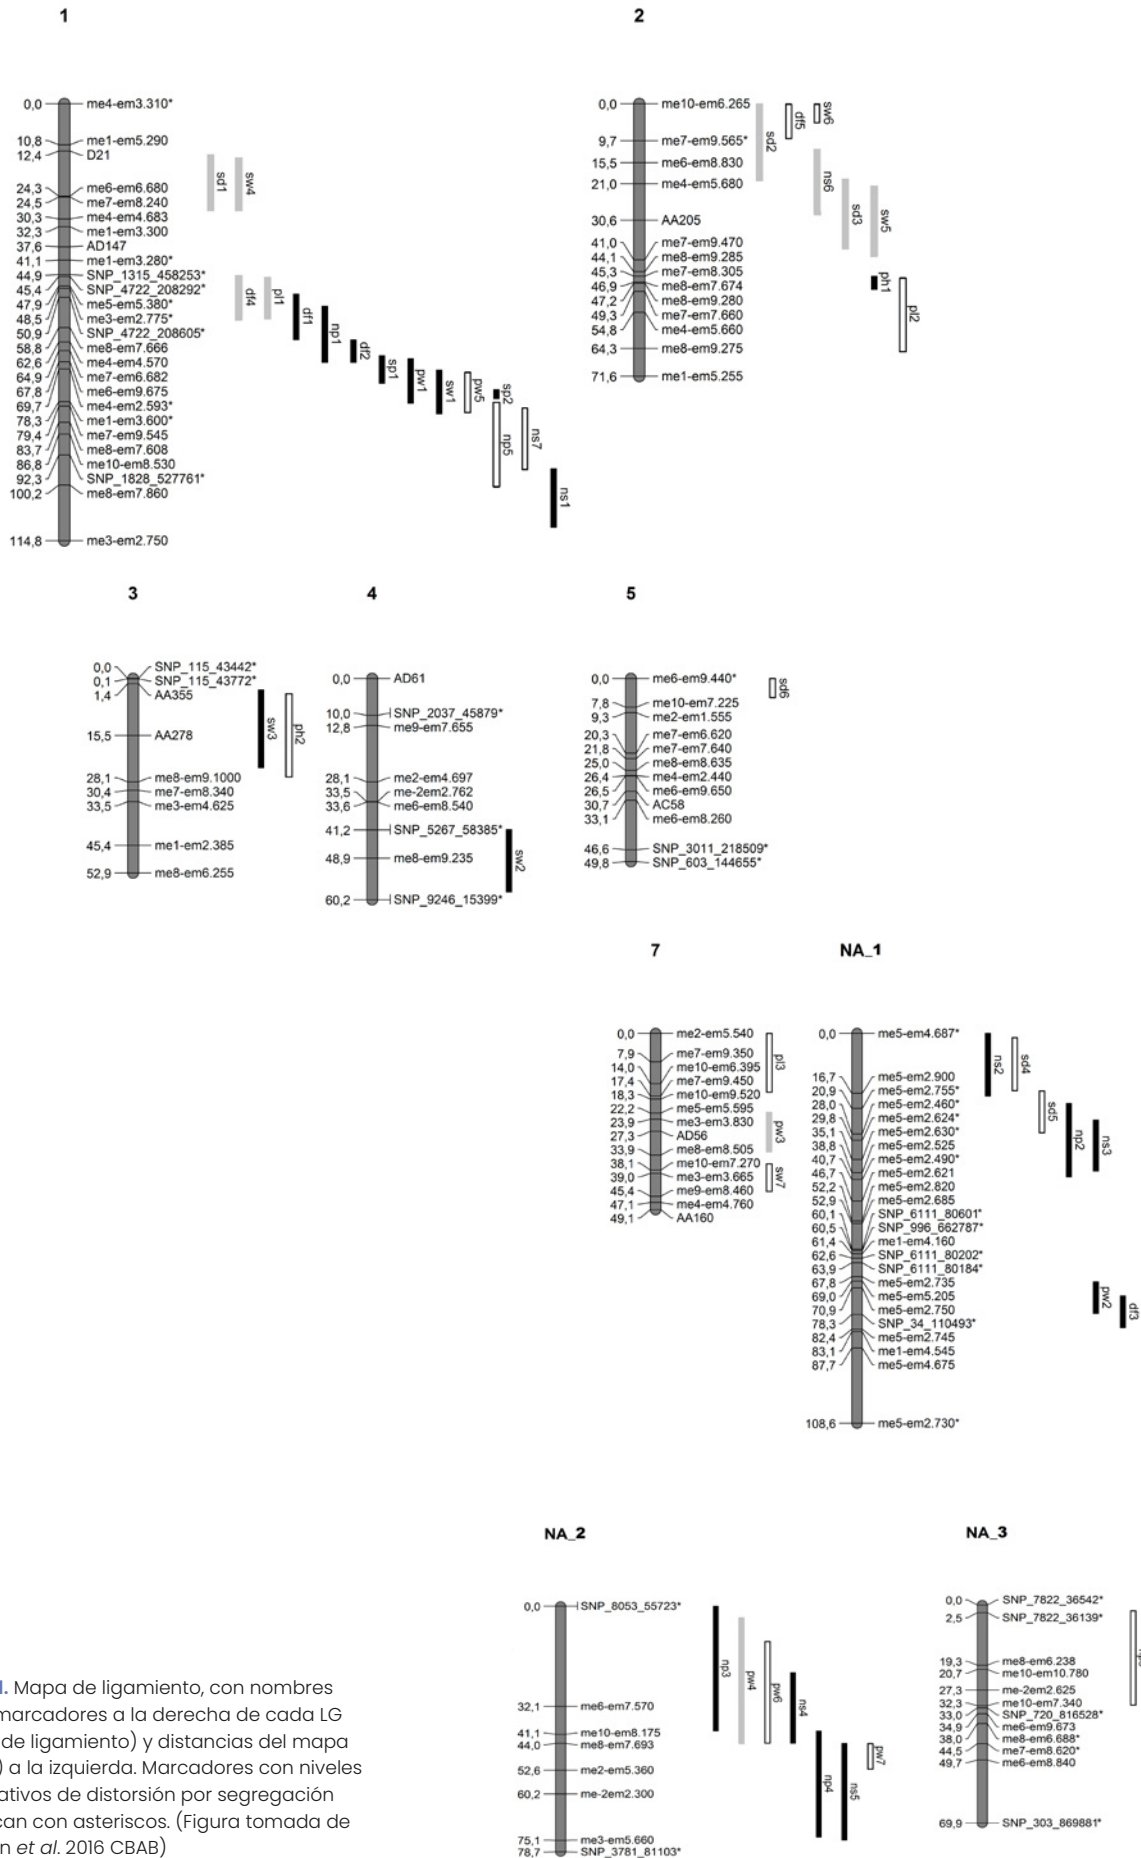 1
0,0 me4-em3.310*
10,8 me1-em5.290
12,4 D21
24,3 me6-em6.680
24,5 me7-em8.240
30,3 me4-em4.683
32,3 me1-em3.300
37,6 AD147
41,1 me1-em3.280*
44,9 SNP_1315_458253*
45,4 SNP_4722_208292*
47,9 me5-em5.380*
48,5 me3-em2.775*
50,9 SNP_4722_208605*
58,8 me8-em7.666
62,6 me4-em4.570
64,9 me7-em6.682
67,8 me6-em9.675
69,7 me4-em2.593*
78,3 me1-em3.600*
79,4 me7-em9.545
83,7 me8-em7.608
86,8 me10-em8.530
92,3 SNP_1828_527761*
100,2 me8-em7.860
114,8 me3-em2.750
sd1
sw4
df4
pl1
df1
np1
df2
sp1
pw1
sw1
pw5
sp2
np5
ns7
ns1
2
0,0 me10-em6.265
9,7 me7-em9.565*
15,5 me6-em8.830
21,0 me4-em5.680
30,6 AA205
41,0 me7-em9.470
44,1 me8-em9.285
45,3 me7-em8.305
46,9 me8-em7.674
47,2 me8-em9.280
49,3 me7-em7.660
54,8 me4-em5.660
64,3 me8-em9.275
71,6 me1-em5.255
sd2
df5
sw6
ns6
sd3
sw5
ph1
pl2
3
0,0 SNP_115_43442*
0,1 SNP_115_43772*
1,4 AA355
15,5 AA278
28,1 me8-em9.1000
30,4 me7-em8.340
33,5 me3-em4.625
45,4 me1-em2.385
52,9 me8-em6.255
sw3
ph2
4
0,0 AD61
10,0 SNP_2037_45879*
12,8 me9-em7.655
28,1 me2-em4.697
33,5 me-2em2.762
33,6 me6-em8.540
41,2 SNP_5267_58385*
48,9 me8-em9.235
60,2 SNP_9246_15399*
sw2
5
0,0 me6-em9.440*
7,8 me10-em7.225
9,3 me2-em1.555
20,3 me7-em6.620
21,8 me7-em7.640
25,0 me8-em8.635
26,4 me4-em2.440
26,5 me6-em9.650
30,7 AC58
33,1 me6-em8.260
46,6 SNP_3011_218509*
49,8 SNP_603_144655*
sd6
7
0,0 me2-em5.540
7,9 me7-em9.350
14,0 me10-em6.395
17,4 me7-em9.450
18,3 me10-em9.520
22,2 me5-em5.595
23,9 me3-em3.830
27,3 AD56
33,9 me8-em8.505
38,1 me10-em7.270
39,0 me3-em3.665
45,4 me9-em8.460
47,1 me4-em4.760
49,1 AA160
pl3
pw3
sw7
NA_1
0,0 me5-em4.687*
16,7 me5-em2.900
20,9 me5-em2.755*
28,0 me5-em2.460*
29,8 me5-em2.624*
35,1 me5-em2.630*
38,8 me5-em2.525
40,7 me5-em2.490*
46,7 me5-em2.621
52,2 me5-em2.820
52,9 me5-em2.685
60,1 SNP_6111_80601*
60,5 SNP_996_662787*
61,4 me1-em4.160
62,6 SNP_6111_80202*
63,9 SNP_6111_80184*
67,8 me5-em2.735
69,0 me5-em5.205
70,9 me5-em2.750
78,3 SNP_34_110493*
82,4 me5-em2.745
83,1 me1-em4.545
87,7 me5-em4.675
108,6 me5-em2.730*
ns2
sd4
sd5
np2
ns3
pw2
df3
NA_2
0,0 SNP_8053_55723*
32,1 me6-em7.570
41,1 me10-em8.175
44,0 me8-em7.693
52,6 me2-em5.360
60,2 me-2em2.300
75,1 me3-em5.660
78,7 SNP_3781_81103*
np3
pw4
pw6
ns4
np4
ns5
pw7
NA_3
0,0 SNP_7822_36542*
2,5 SNP_7822_36139*
19,3 me8-em6.238
20,7 me10-em10.780
27,3 me-2em2.625
32,3 me10-em7.340
33,0 SNP_720_816528*
34,9 me6-em9.673
38,0 me8-em6.688*
44,5 me7-em8.620*
49,7 me6-em8.840
69,9 SNP_303_869881*
1. Mapa de ligamiento, con nombres
marcadores a la derecha de cada LG
de ligamiento) y distancias del mapa
) a la izquierda. Marcadores con niveles
ativos de distorsión por segregación
can con asteriscos. (Figura tomada de
n et al. 2016 CBAB)